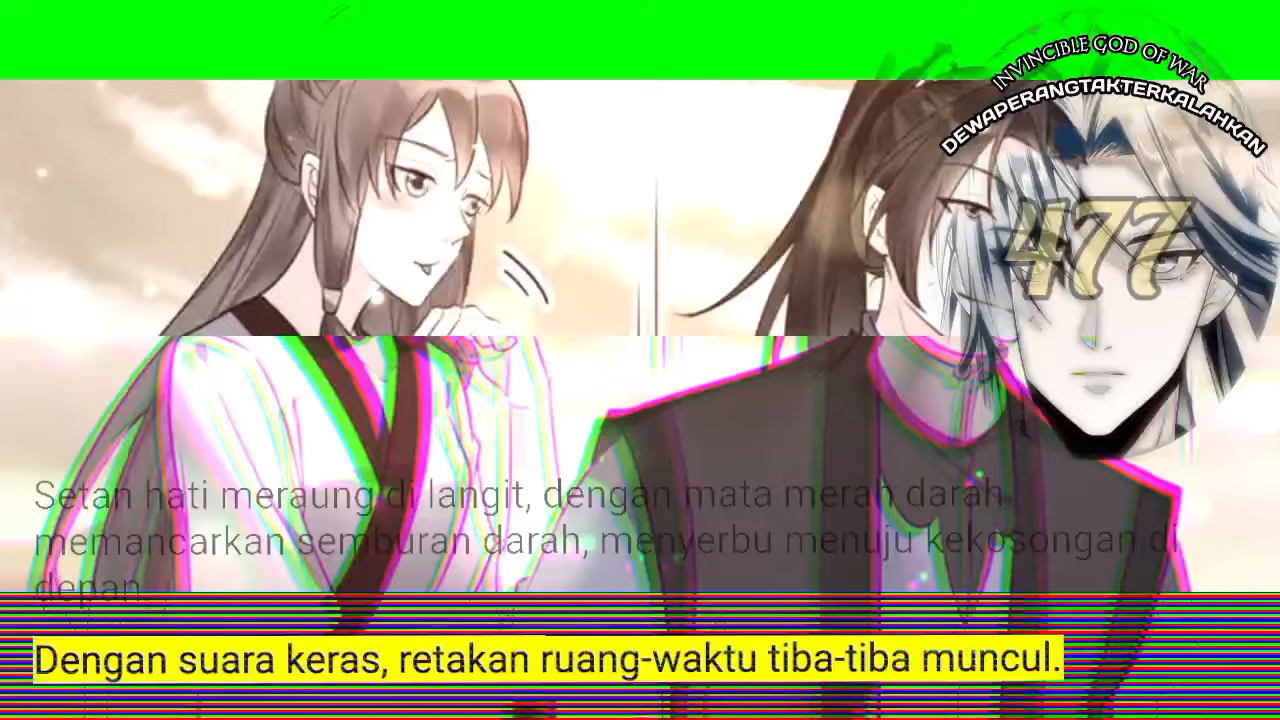 INVINCIBLE GOD OF WAR
DEWAPERANGTAKTERKALAHKAN
477
Setan hati meraung di langit, dengan mata merah darah
memancarkan semburan darah, menyerbu menuju kekosongan di
depan.
Dengan suara keras, retakan ruang-waktu tiba-tiba muncul.